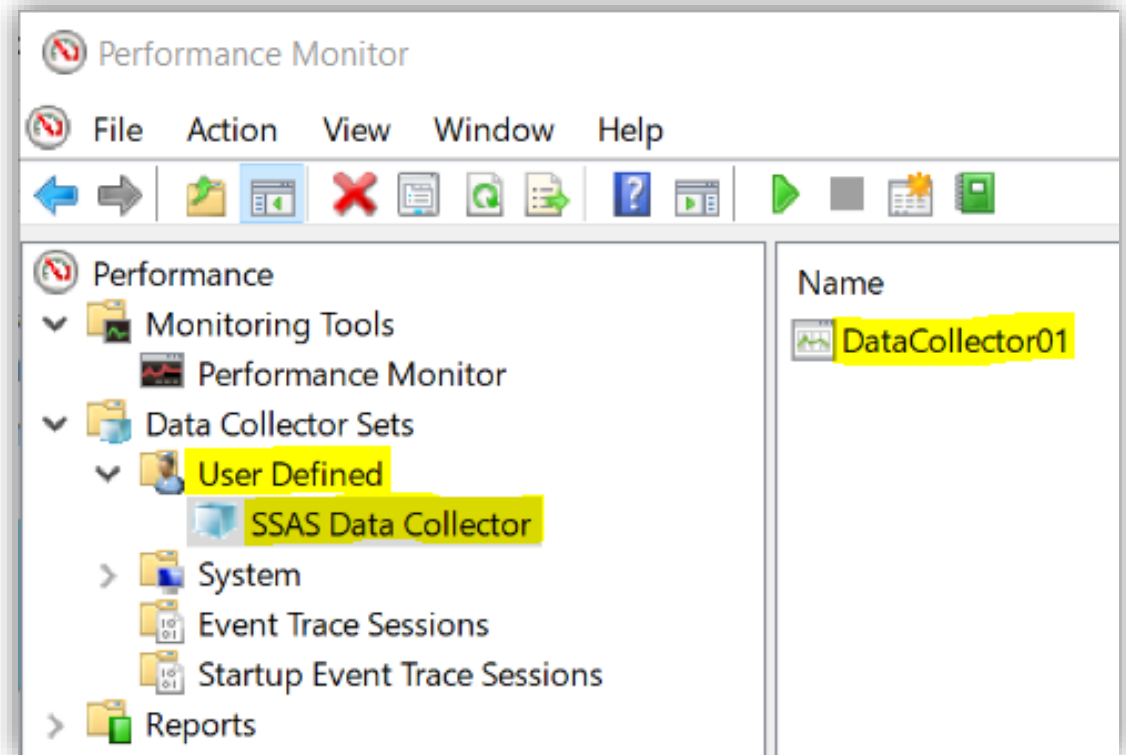 Performance Monitor
File Action View Window Help
Performance
Monitoring Tools
Performance Monitor
Data Collector Sets
User Defined
SSAS Data Collector
System
Event Trace Sessions
Startup Event Trace Sessions
Reports
Name
DataCollector01